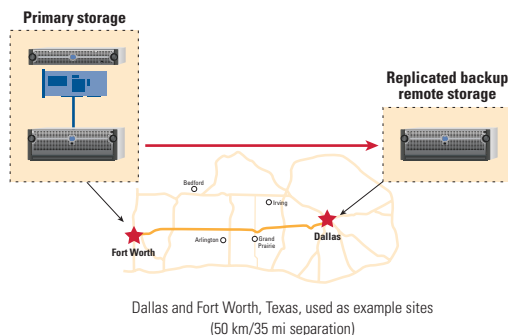 Primary storage
Replicated backup
remote storage
Bedford
Irving
Fort Worth
Arlington
Grand
Prairie
Dallas
Dallas and Fort Worth, Texas, used as example sites
(50 km/35 mi separation)